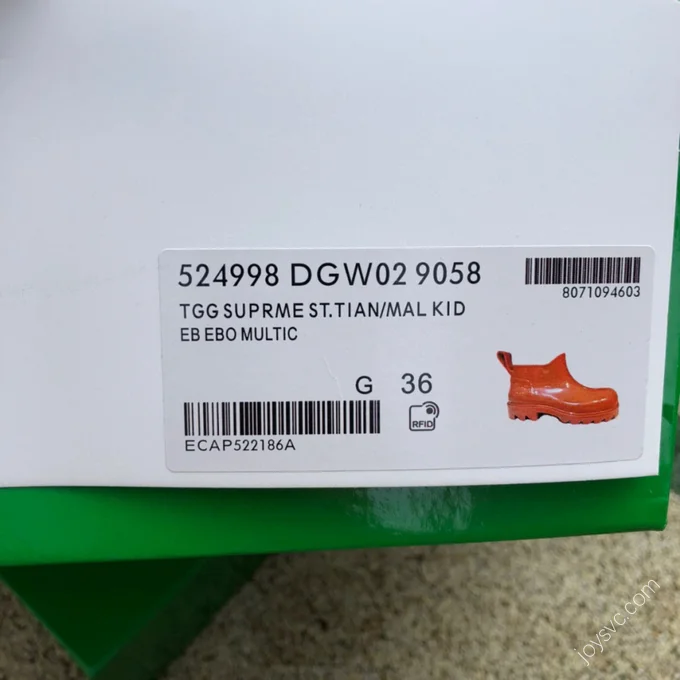 524998 DGW02 9058
8071094603
TGG SUPRME ST.TIAN/MAL KID
EB EBO MULTIC
G 36
RFID
ECAP522186A
joysvc.com